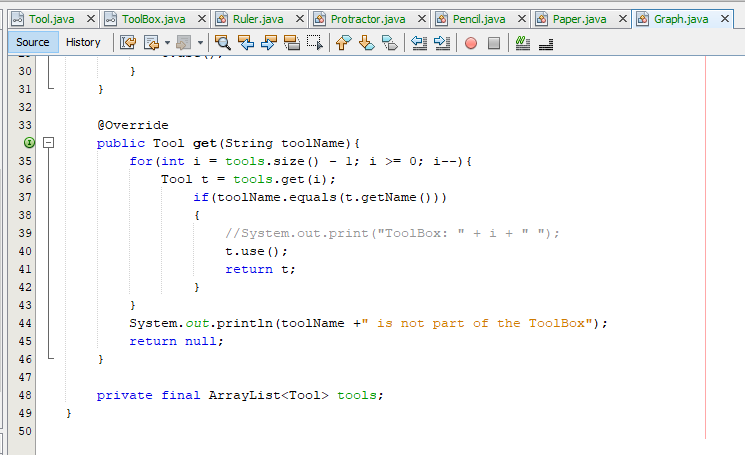 Tool.java ToolBox.java Ruler.java Protractor.java Pencil.java Paper.java Graph.java
Source History
30 }
31 }
32
33 @Override
public Tool get(String toolName){
35 for(int i = tools.size() - 1; i >= 0; i--){
36 Tool t = tools.get(i);
37 if(toolName.equals(t.getName()))
38 {
39 //System.out.print("ToolBox: " + i + " ");
40 t.use();
41 return t;
42 }
43 }
44 System.out.println(toolName +" is not part of the ToolBox");
45 return null;
46 }
47
48 private final ArrayList<Tool> tools;
49 }
50